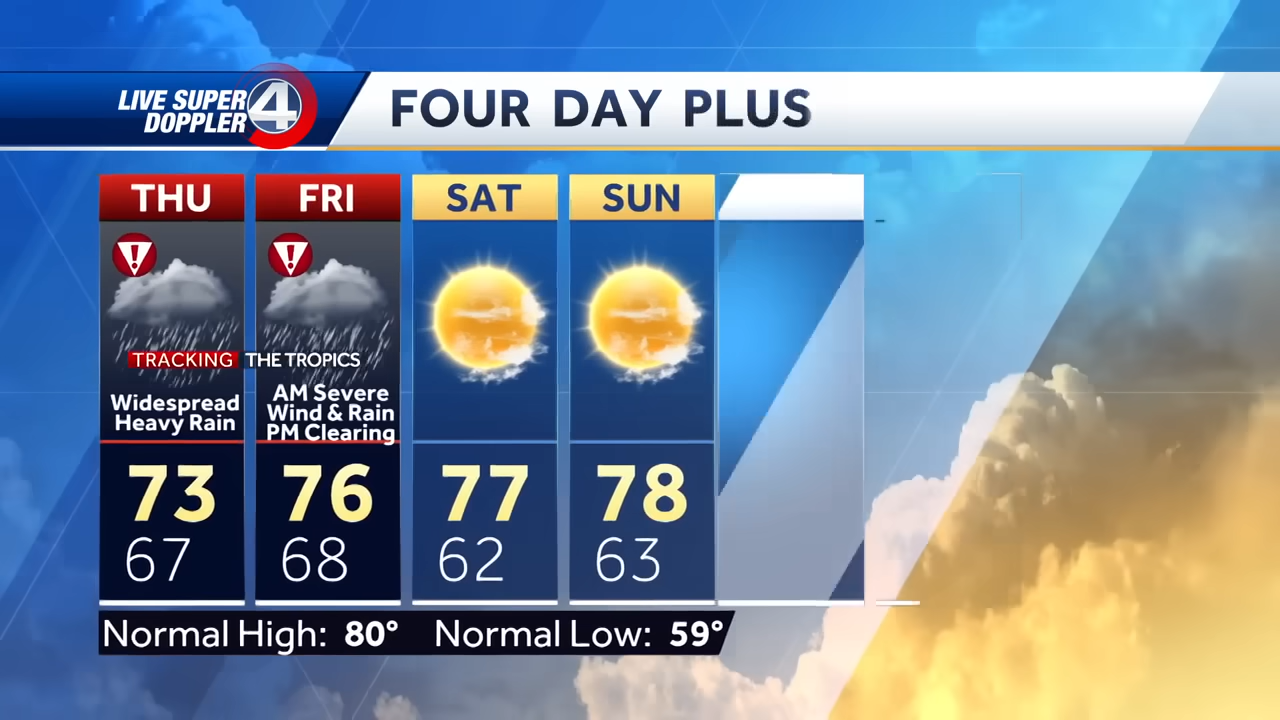 LIVE SUPER
DOPPLER
4
FOUR DAY PLUS
THU
FRI
SAT
SUN
!
!
TRACKING THE TROPICS
Widespread
Heavy Rain
AM Severe
Wind & Rain
PM Clearing
73
76
77
78
67
68
62
63
Normal High: 80° Normal Low: 59°